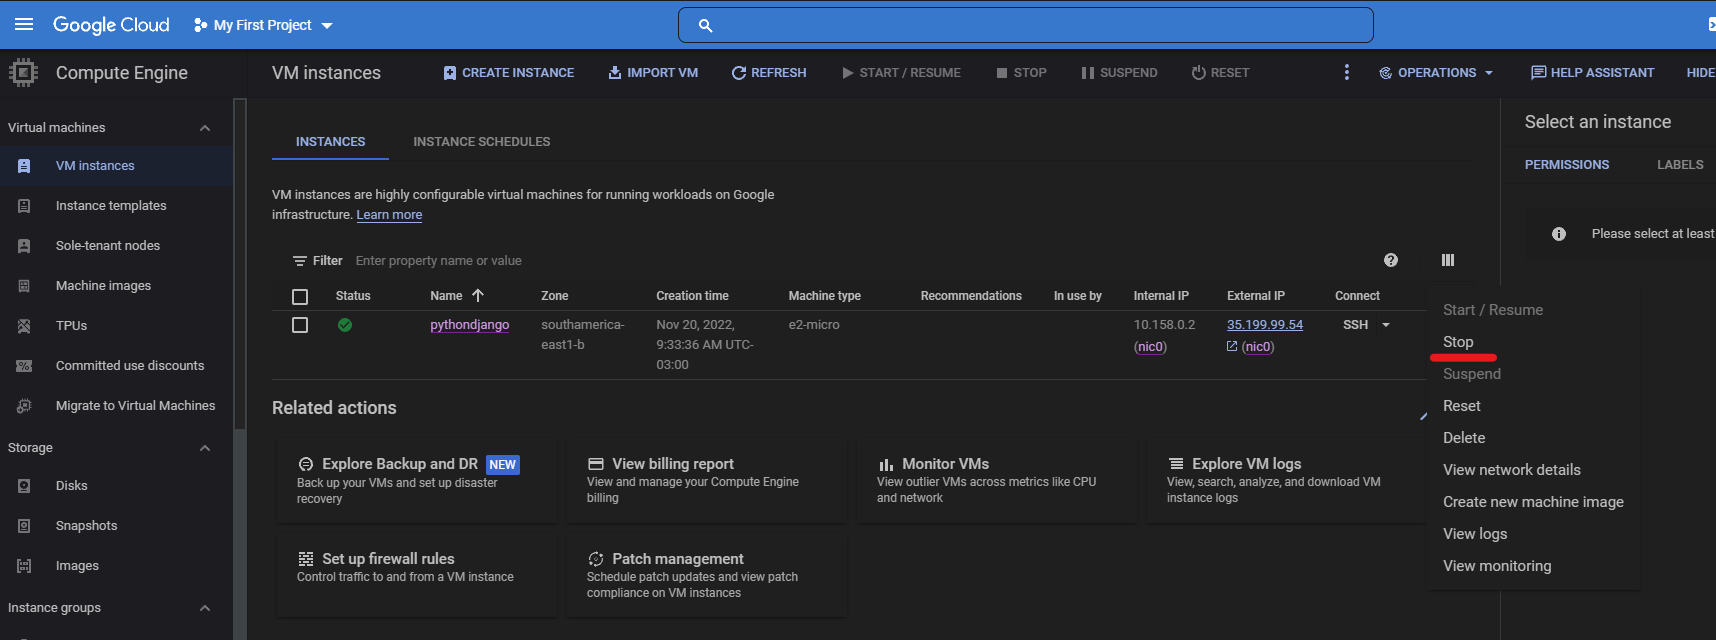 Google Cloud My First Project
Compute Engine
VM instances CREATE INSTANCE IMPORT VM REFRESH START / RESUME STOP SUSPEND RESET OPERATIONS HELP ASSISTANT HIDE
Virtual machines
VM instances
Instance templates
Sole-tenant nodes
Machine images
TPUs
Committed use discounts
Migrate to Virtual Machines
Storage
Disks
Snapshots
Images
Instance groups
INSTANCES INSTANCE SCHEDULES
VM instances are highly configurable virtual machines for running workloads on Google
infrastructure. Learn more
Filter Enter property name or value
Status Name Zone Creation time Machine type Recommendations In use by Internal IP External IP Connect
pythondjango southamerica- Nov 20, 2022, e2-micro 10.158.0.2 35.199.99.54 SSH
east1-b 9:33:36 AM UTC- (nic0) (nic0)
03:00
Related actions
Explore Backup and DR NEW
Back up your VMs and set up disaster
recovery
View billing report
View and manage your Compute Engine
billing
Monitor VMs
View outlier VMs across metrics like CPU
and network
Explore VM logs
View, search, analyze, and download VM
instance logs
Set up firewall rules
Control traffic to and from a VM instance
Patch management
Schedule patch updates and view patch
compliance on VM instances
Select an instance
PERMISSIONS LABELS
Please select at least
Start / Resume
Stop
Suspend
Reset
Delete
View network details
Create new machine image
View logs
View monitoring